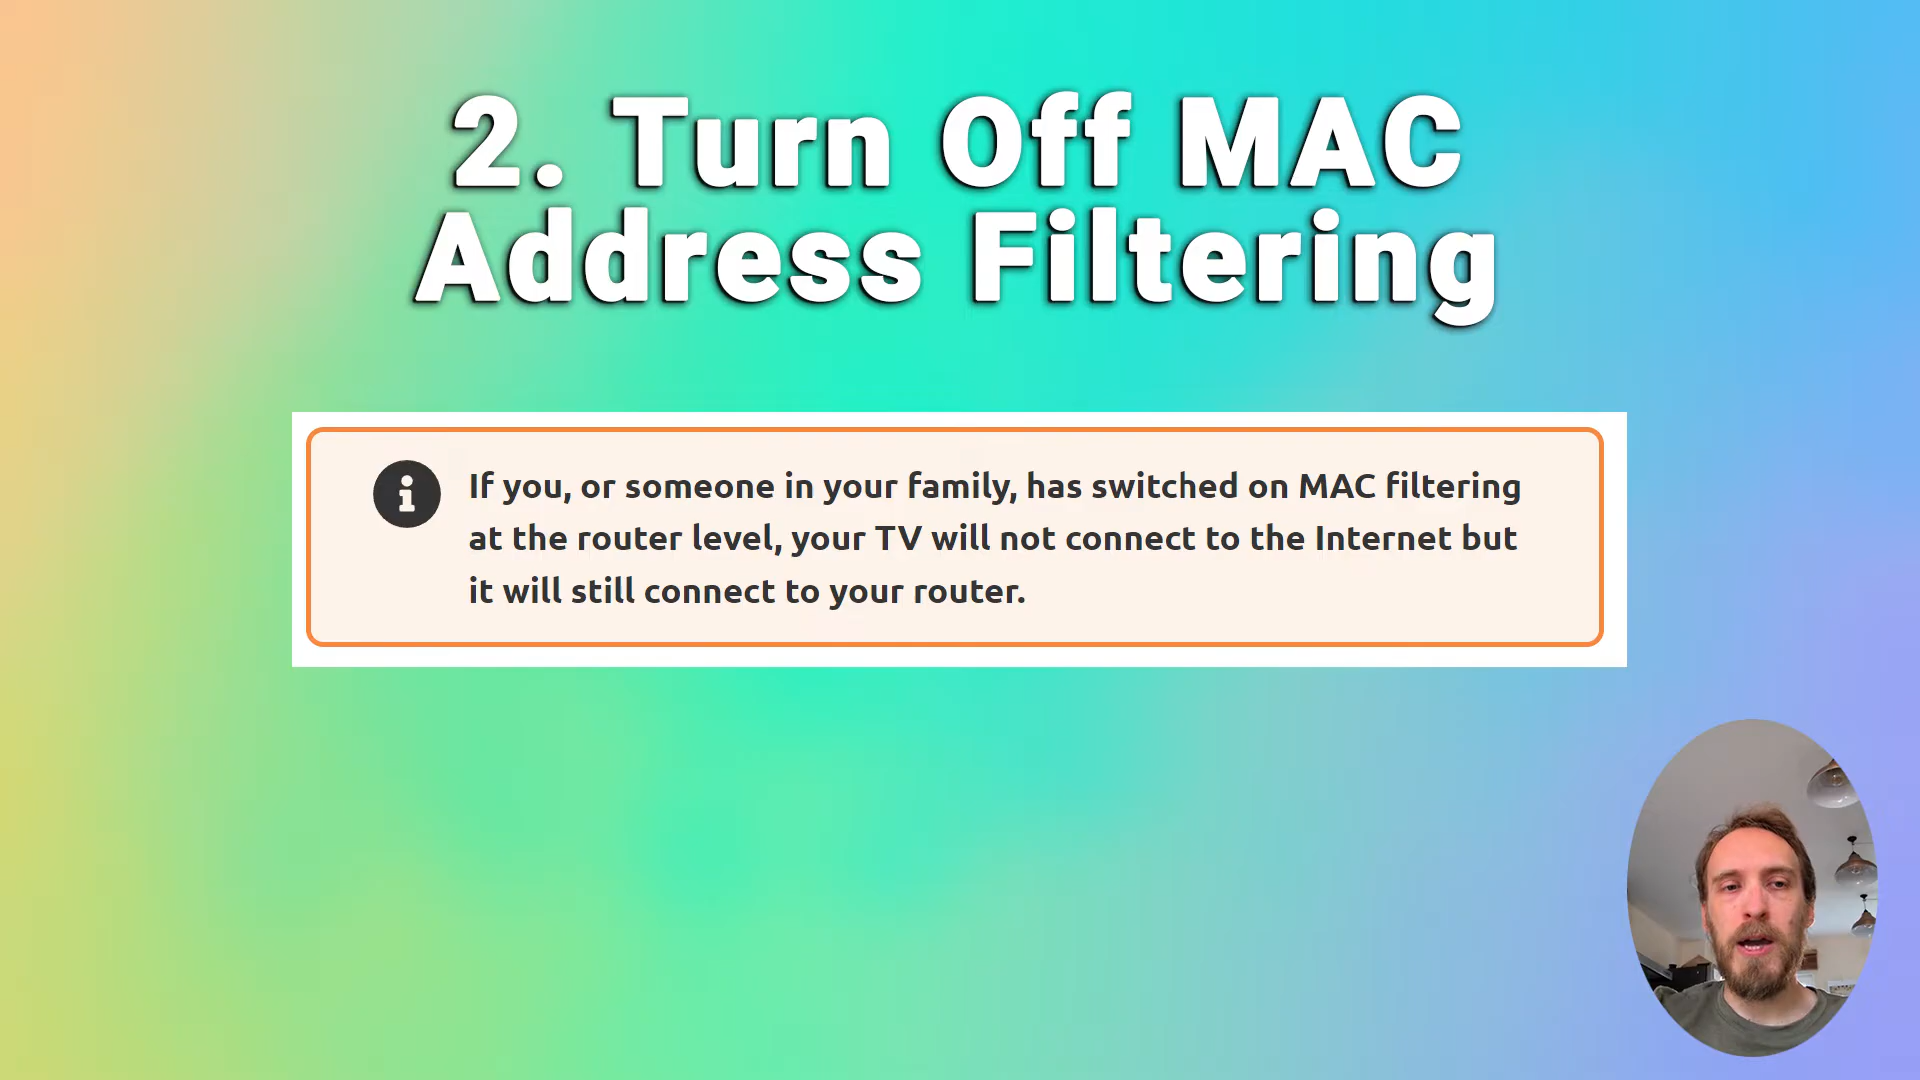 2. Turn Off MAC
Address Filtering
If you, or someone in your family, has switched on MAC filtering
at the router level, your TV will not connect to the Internet but
it will still connect to your router.